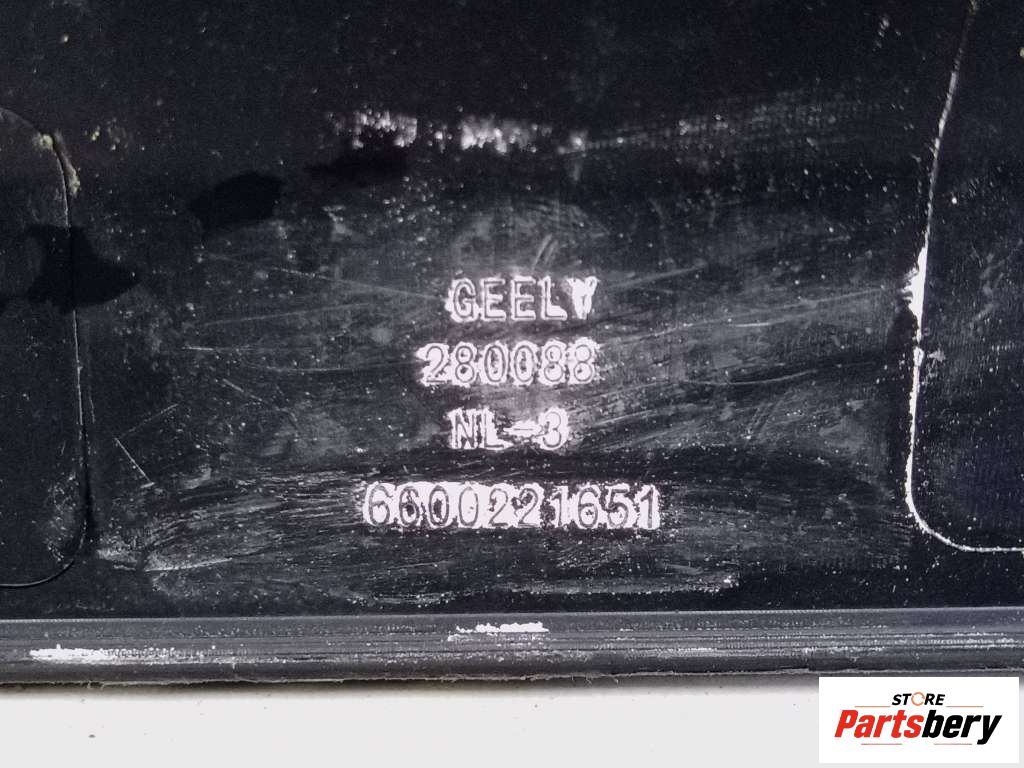 GEELY
280088
NL-3
6600221651
STORE
Partsbery